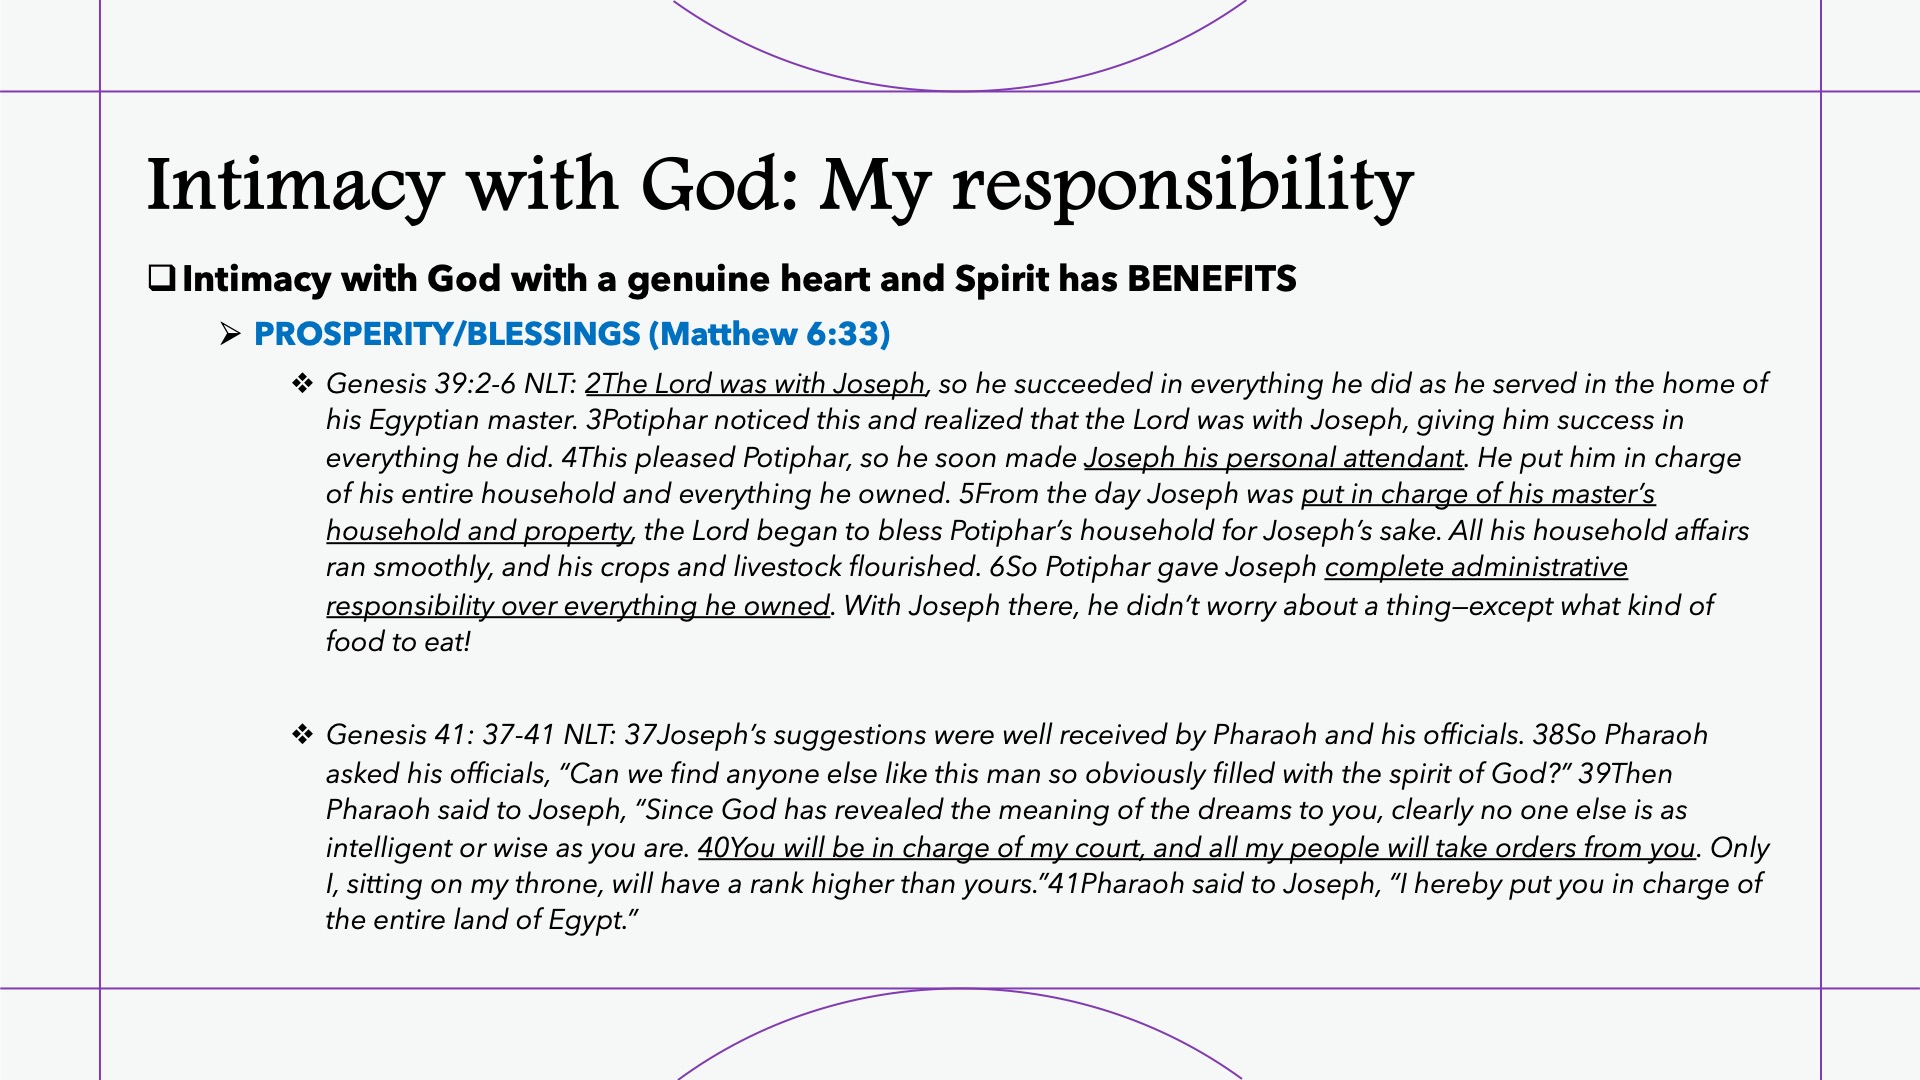 Intimacy with God: My responsibility
❑ Intimacy with God with a genuine heart and Spirit has BENEFITS
➢ PROSPERITY/BLESSINGS (Matthew 6:33)
❖ Genesis 39:2-6 NLT: 2The Lord was with Joseph, so he succeeded in everything he did as he served in the home of
his Egyptian master. 3Potiphar noticed this and realized that the Lord was with Joseph, giving him success in
everything he did. 4This pleased Potiphar, so he soon made Joseph his personal attendant. He put him in charge
of his entire household and everything he owned. 5From the day Joseph was put in charge of his master’s
household and property, the Lord began to bless Potiphar’s household for Joseph’s sake. All his household affairs
ran smoothly, and his crops and livestock flourished. 6So Potiphar gave Joseph complete administrative
responsibility over everything he owned. With Joseph there, he didn’t worry about a thing—except what kind of
food to eat!
❖ Genesis 41: 37-41 NLT: 37Joseph’s suggestions were well received by Pharaoh and his officials. 38So Pharaoh
asked his officials, “Can we find anyone else like this man so obviously filled with the spirit of God?” 39Then
Pharaoh said to Joseph, “Since God has revealed the meaning of the dreams to you, clearly no one else is as
intelligent or wise as you are. 40You will be in charge of my court, and all my people will take orders from you. Only
I, sitting on my throne, will have a rank higher than yours.”41Pharaoh said to Joseph, “I hereby put you in charge of
the entire land of Egypt.”